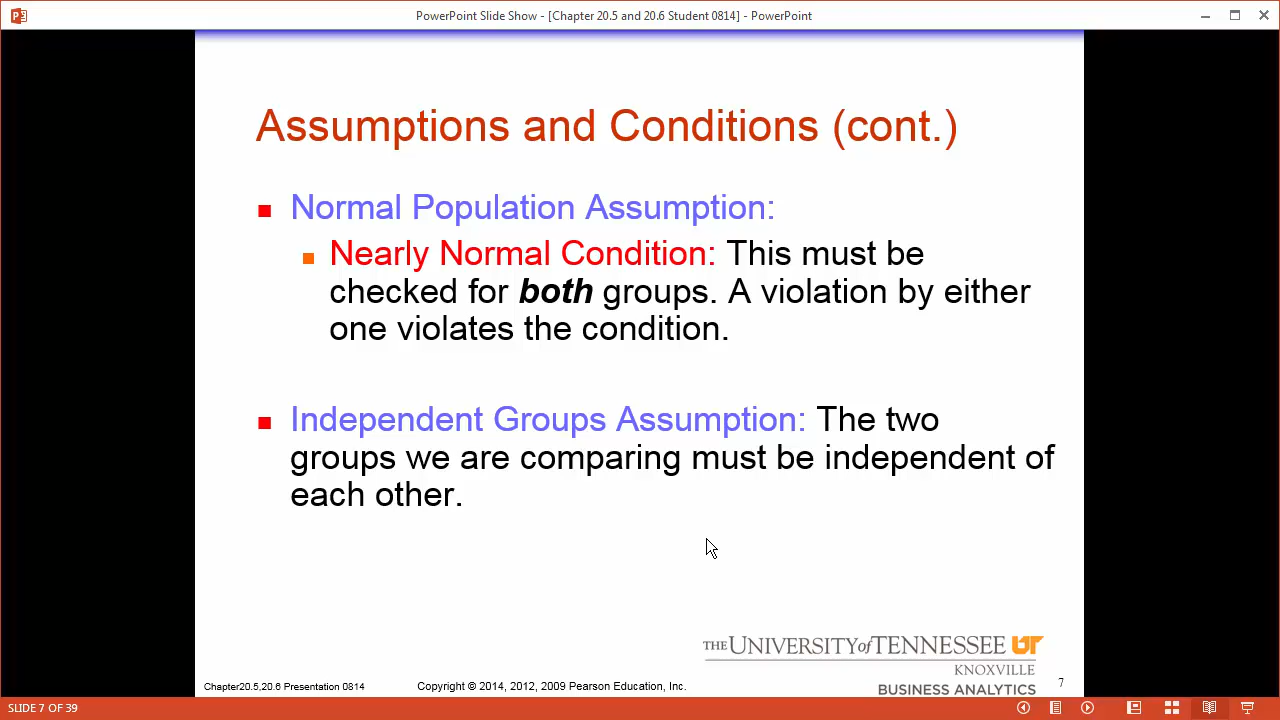 PowerPoint Slide Show - [Chapter 20.5 and 20.6 Student 0814] - PowerPoint
Assumptions and Conditions (cont.)
Normal Population Assumption:
Nearly Normal Condition: This must be
checked for both groups. A violation by either
one violates the condition.
Independent Groups Assumption: The two
groups we are comparing must be independent of
each other.
THE UNIVERSITY of TENNESSEE UT
KNOXVILLE
BUSINESS ANALYTICS
Chapter20.5,20.6 Presentation 0814
Copyright © 2014, 2012, 2009 Pearson Education, Inc.
7
SLIDE 7 OF 39